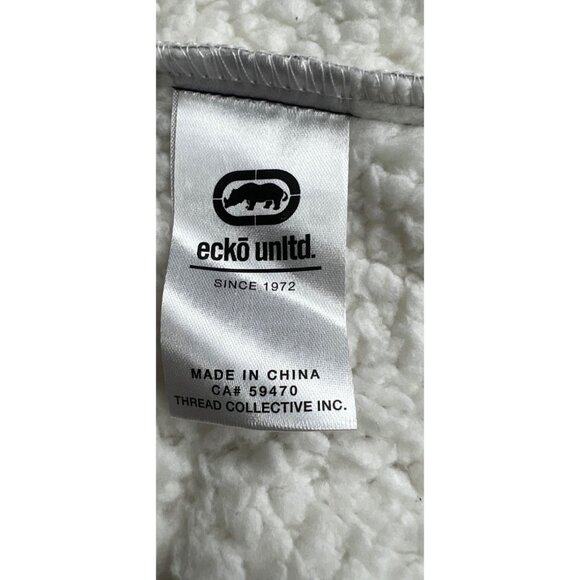 eckō unltd.
SINCE 1972
MADE IN CHINA
CA# 59470
THREAD COLLECTIVE INC.